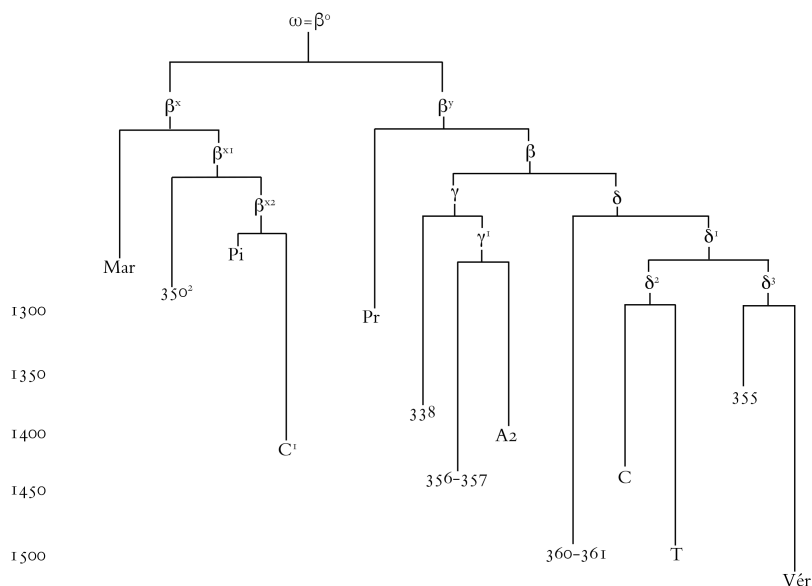 ω=β⁰
βˣ βʸ
βˣ¹ β
βˣ² γ δ
γ¹ δ¹
Mar Pi δ² δ³
350²
1300 Pr
1350 355
338
1400 A2
C¹
356-357 C
1450
1500 360-361 T
Vér